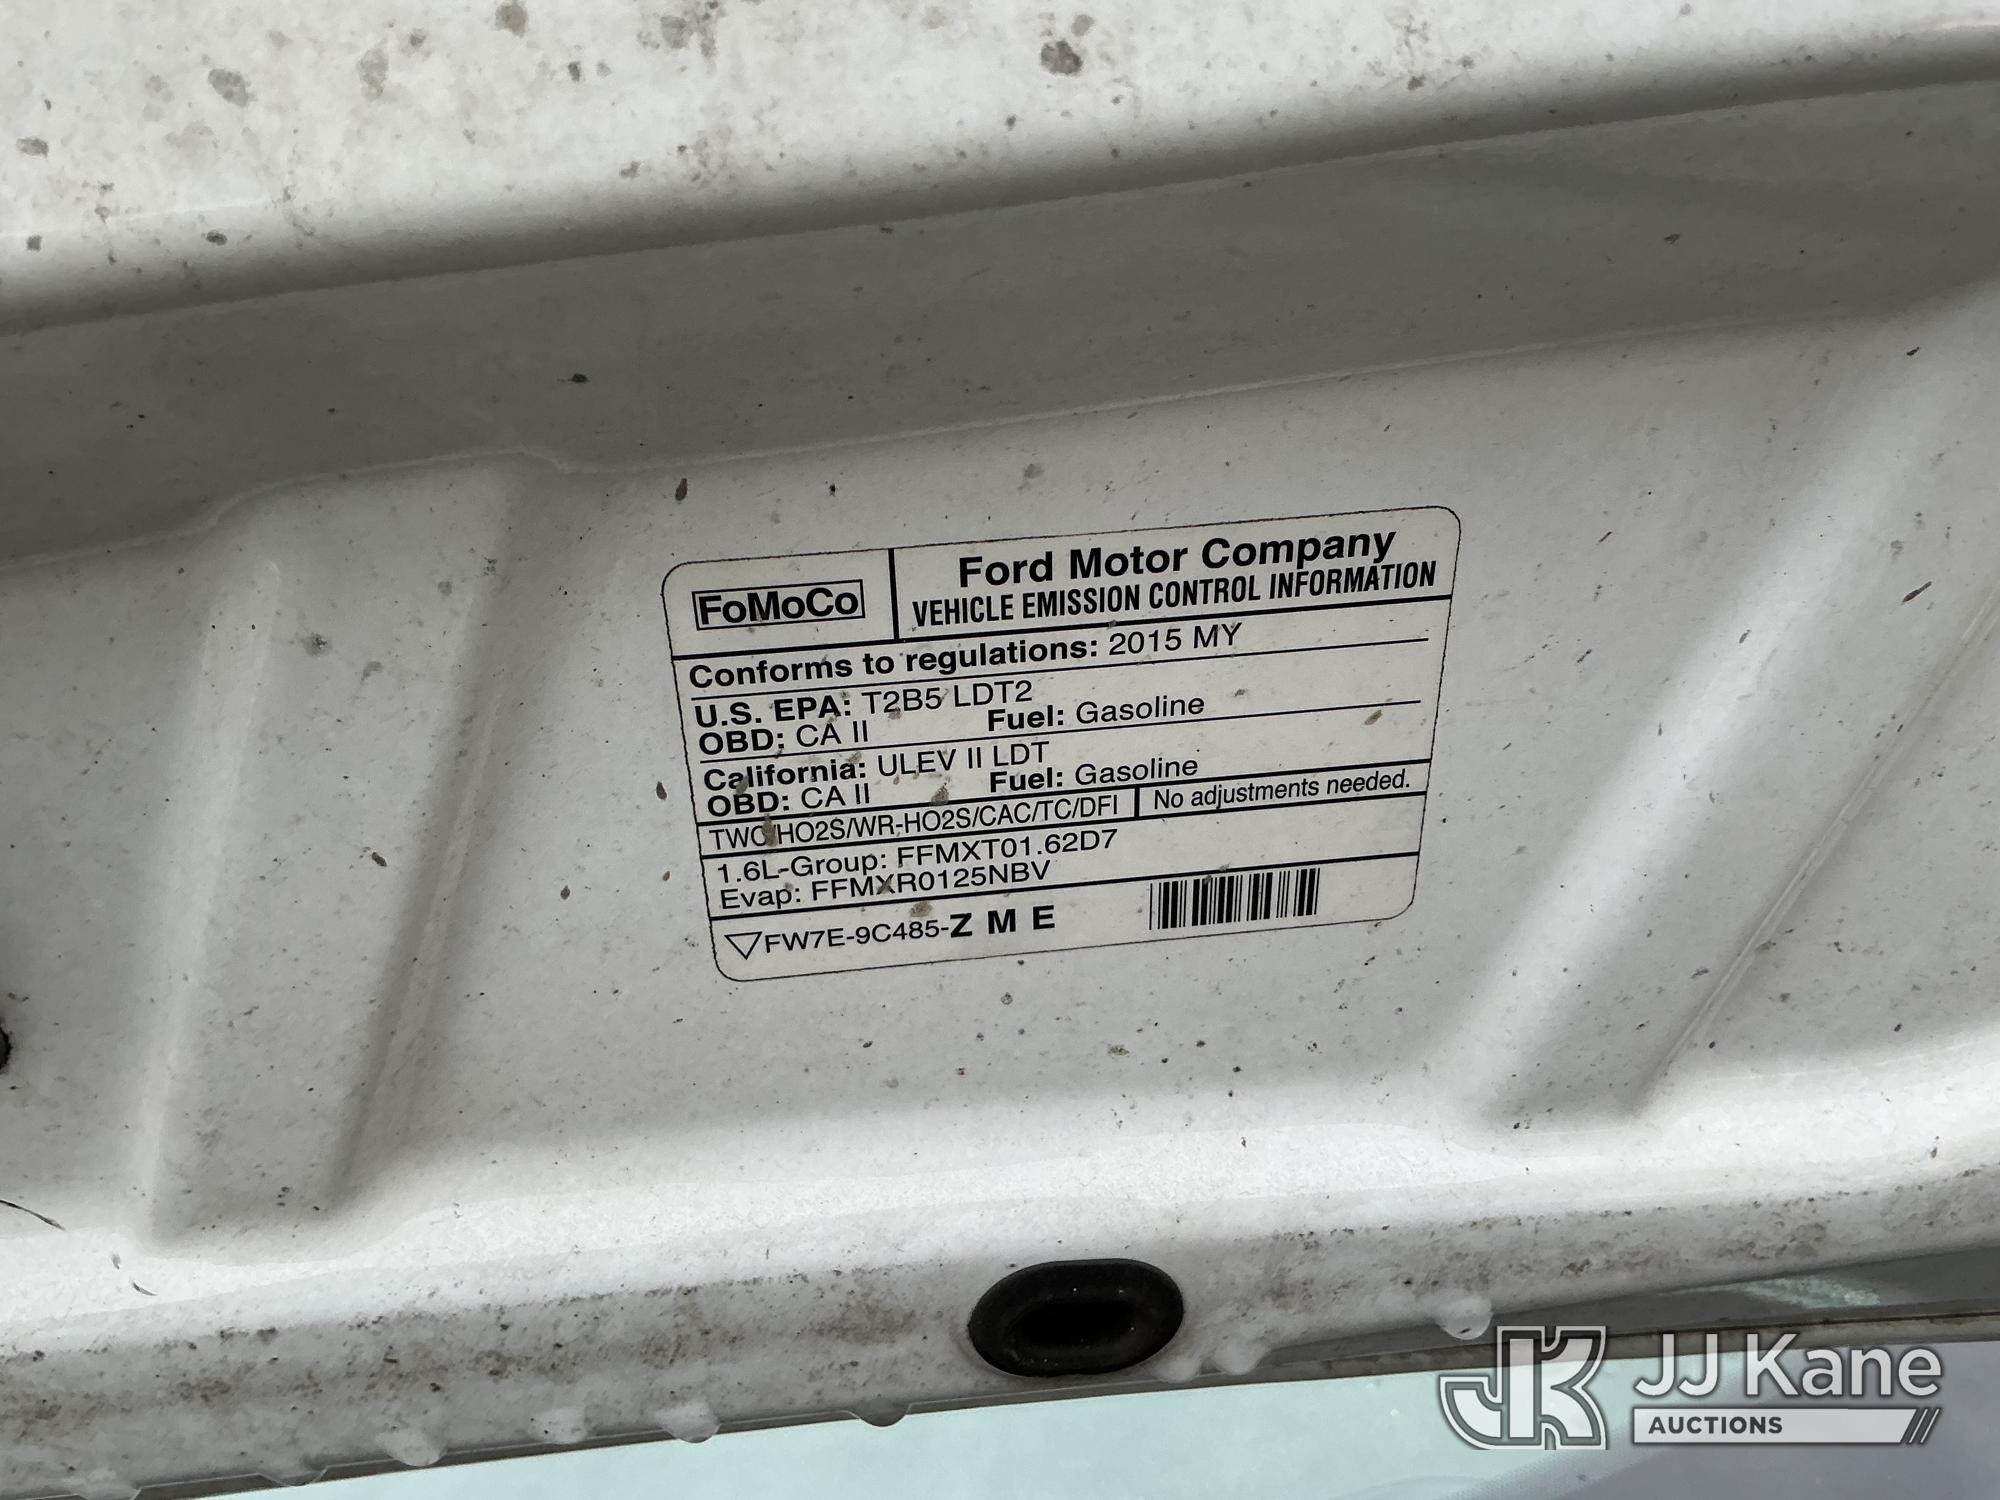 FoMoCo
Ford Motor Company
VEHICLE EMISSION CONTROL INFORMATION
Conforms to regulations: 2015 MY
U.S. EPA: T2B5 LDT2
OBD: CA II Fuel: Gasoline
California: ULEV II LDT
OBD: CA II Fuel: Gasoline
TWC/HO2S/WR-HO2S/CAC/TC/DFI No adjustments needed.
1.6L-Group: FFMXT01.62D7
Evap: FFMXR0125NBV
FW7E-9C485-Z M E
JK JJ Kane
AUCTIONS